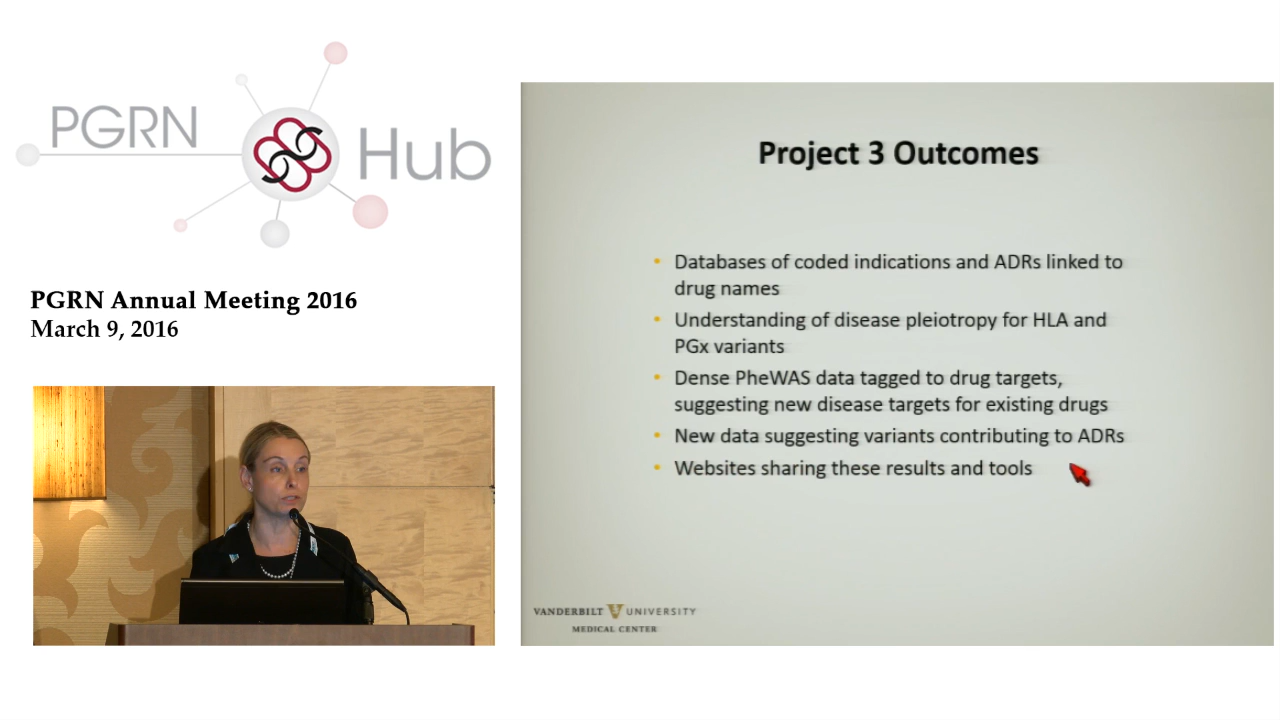 PGRN
Hub
PGRN Annual Meeting 2016
March 9, 2016
Project 3 Outcomes
• Databases of coded indications and ADRs linked to
drug names
• Understanding of disease pleiotropy for HLA and
PGx variants
• Dense PheWAS data tagged to drug targets,
suggesting new disease targets for existing drugs
• New data suggesting variants contributing to ADRs
• Websites sharing these results and tools
VANDERBILT UNIVERSITY
MEDICAL CENTER